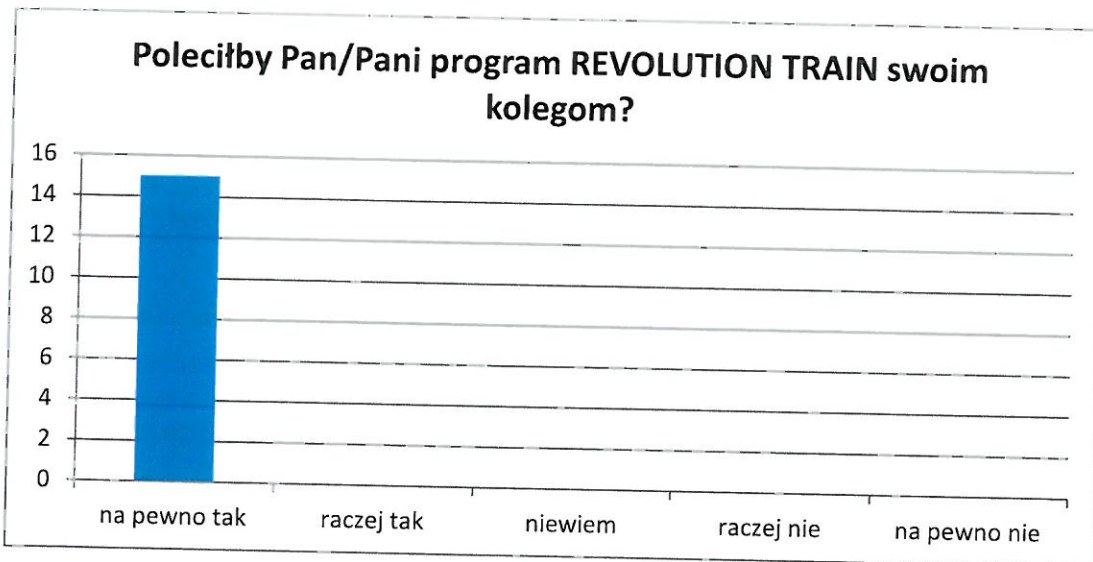 Poleciłby Pan/Pani program REVOLUTION TRAIN swoim
kolegom?
16
14
12
10
8
6
4
2
0
na pewno tak
raczej tak
niewiem
raczej nie
na pewno nie